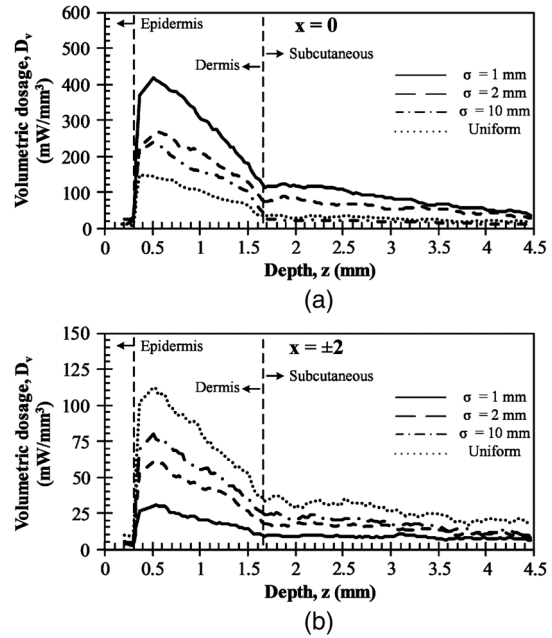 (a)
x = 0
Epidermis
Dermis
Subcutaneous
σ = 1 mm
σ = 2 mm
σ = 10 mm
Uniform
Volumetric dosage, Dv
(mW/mm³)
600
500
400
300
200
100
0
0 0.5 1 1.5 2 2.5 3 3.5 4 4.5
Depth, z (mm)
(a)
x = ±2
Epidermis
Dermis
Subcutaneous
σ = 1 mm
σ = 2 mm
σ = 10 mm
Uniform
Volumetric dosage, Dv
(mW/mm³)
150
125
100
75
50
25
0
0 0.5 1 1.5 2 2.5 3 3.5 4 4.5
Depth, z (mm)
(b)